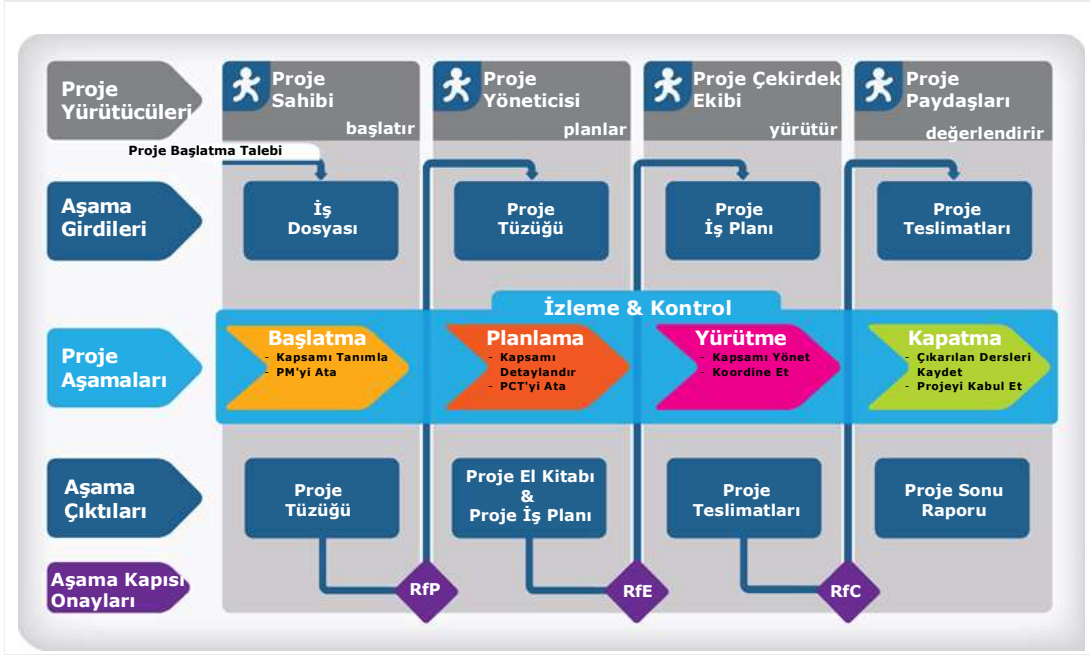 Proje
Yürütücüleri
Proje
Sahibi
başlatır
Proje
Yöneticisi
planlar
Proje Çekirdek
Ekibi
yürütür
Proje
Paydaşları
değerlendirir
Proje Başlatma Talebi
Aşama
Girdileri
İş
Dosyası
Proje
Tüzüğü
Proje
İş Planı
Proje
Teslimatları
İzleme & Kontrol
Proje
Aşamaları
Başlatma
- Kapsamı Tanımla
- PM'yi Ata
Planlama
- Kapsamı
Detaylandır
- PCT'yi Ata
Yürütme
- Kapsamı Yönet
- Koordine Et
Kapatma
- Çıkarılan Dersleri
Kaydet
- Projeyi Kabul Et
Aşama
Çıktıları
Proje
Tüzüğü
Proje El Kitabı
&
Proje İş Planı
Proje
Teslimatları
Proje Sonu
Raporu
Aşama Kapısı
Onayları
RfP
RfE
RfC